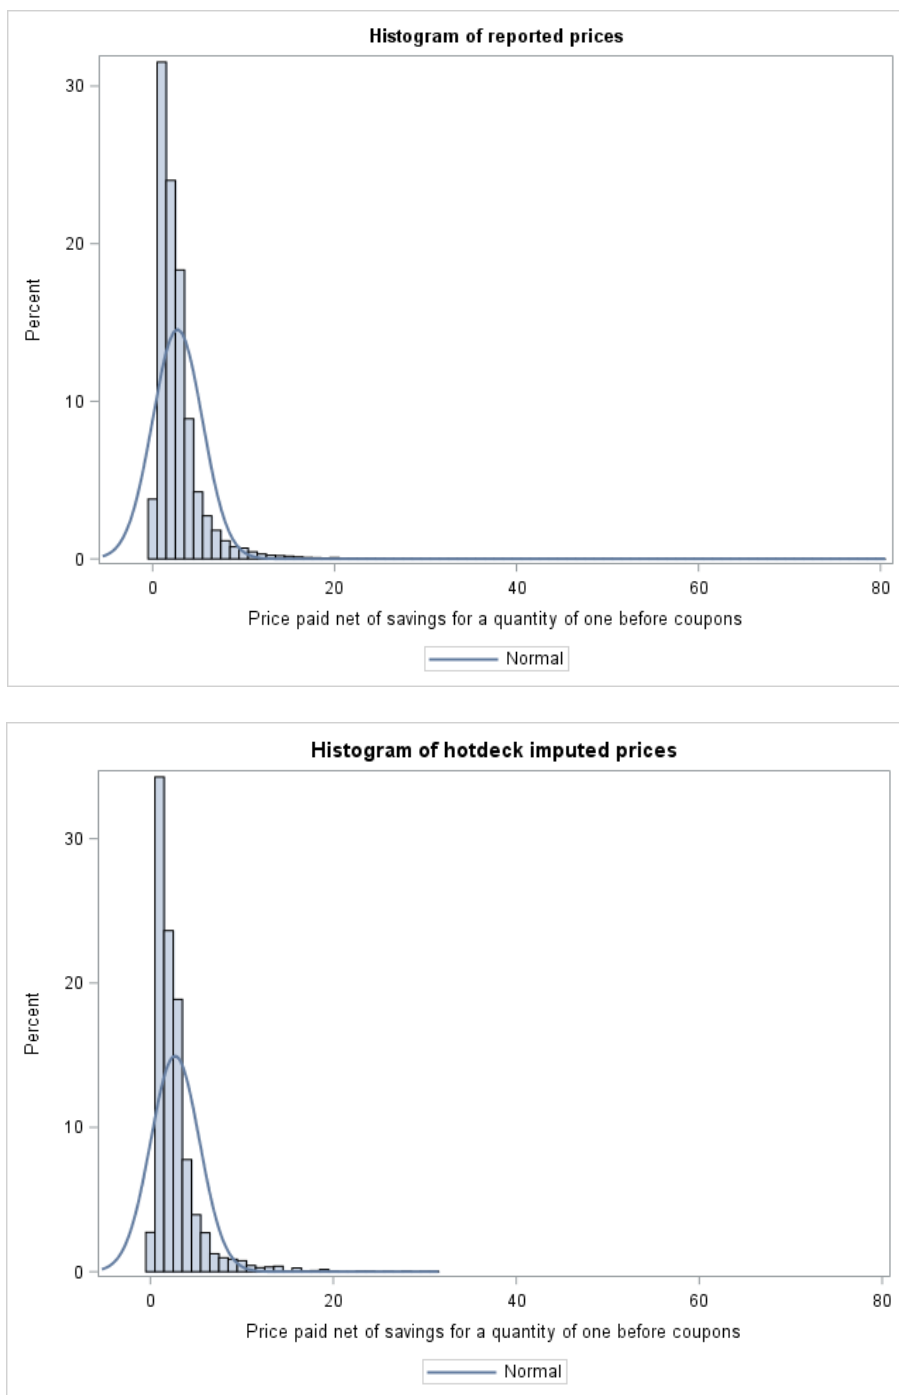 Histogram of reported prices
30
20
10
0
Percent
0 20 40 60 80
Price paid net of savings for a quantity of one before coupons
Normal
Histogram of hotdeck imputed prices
30
20
10
0
Percent
0 20 40 60 80
Price paid net of savings for a quantity of one before coupons
Normal